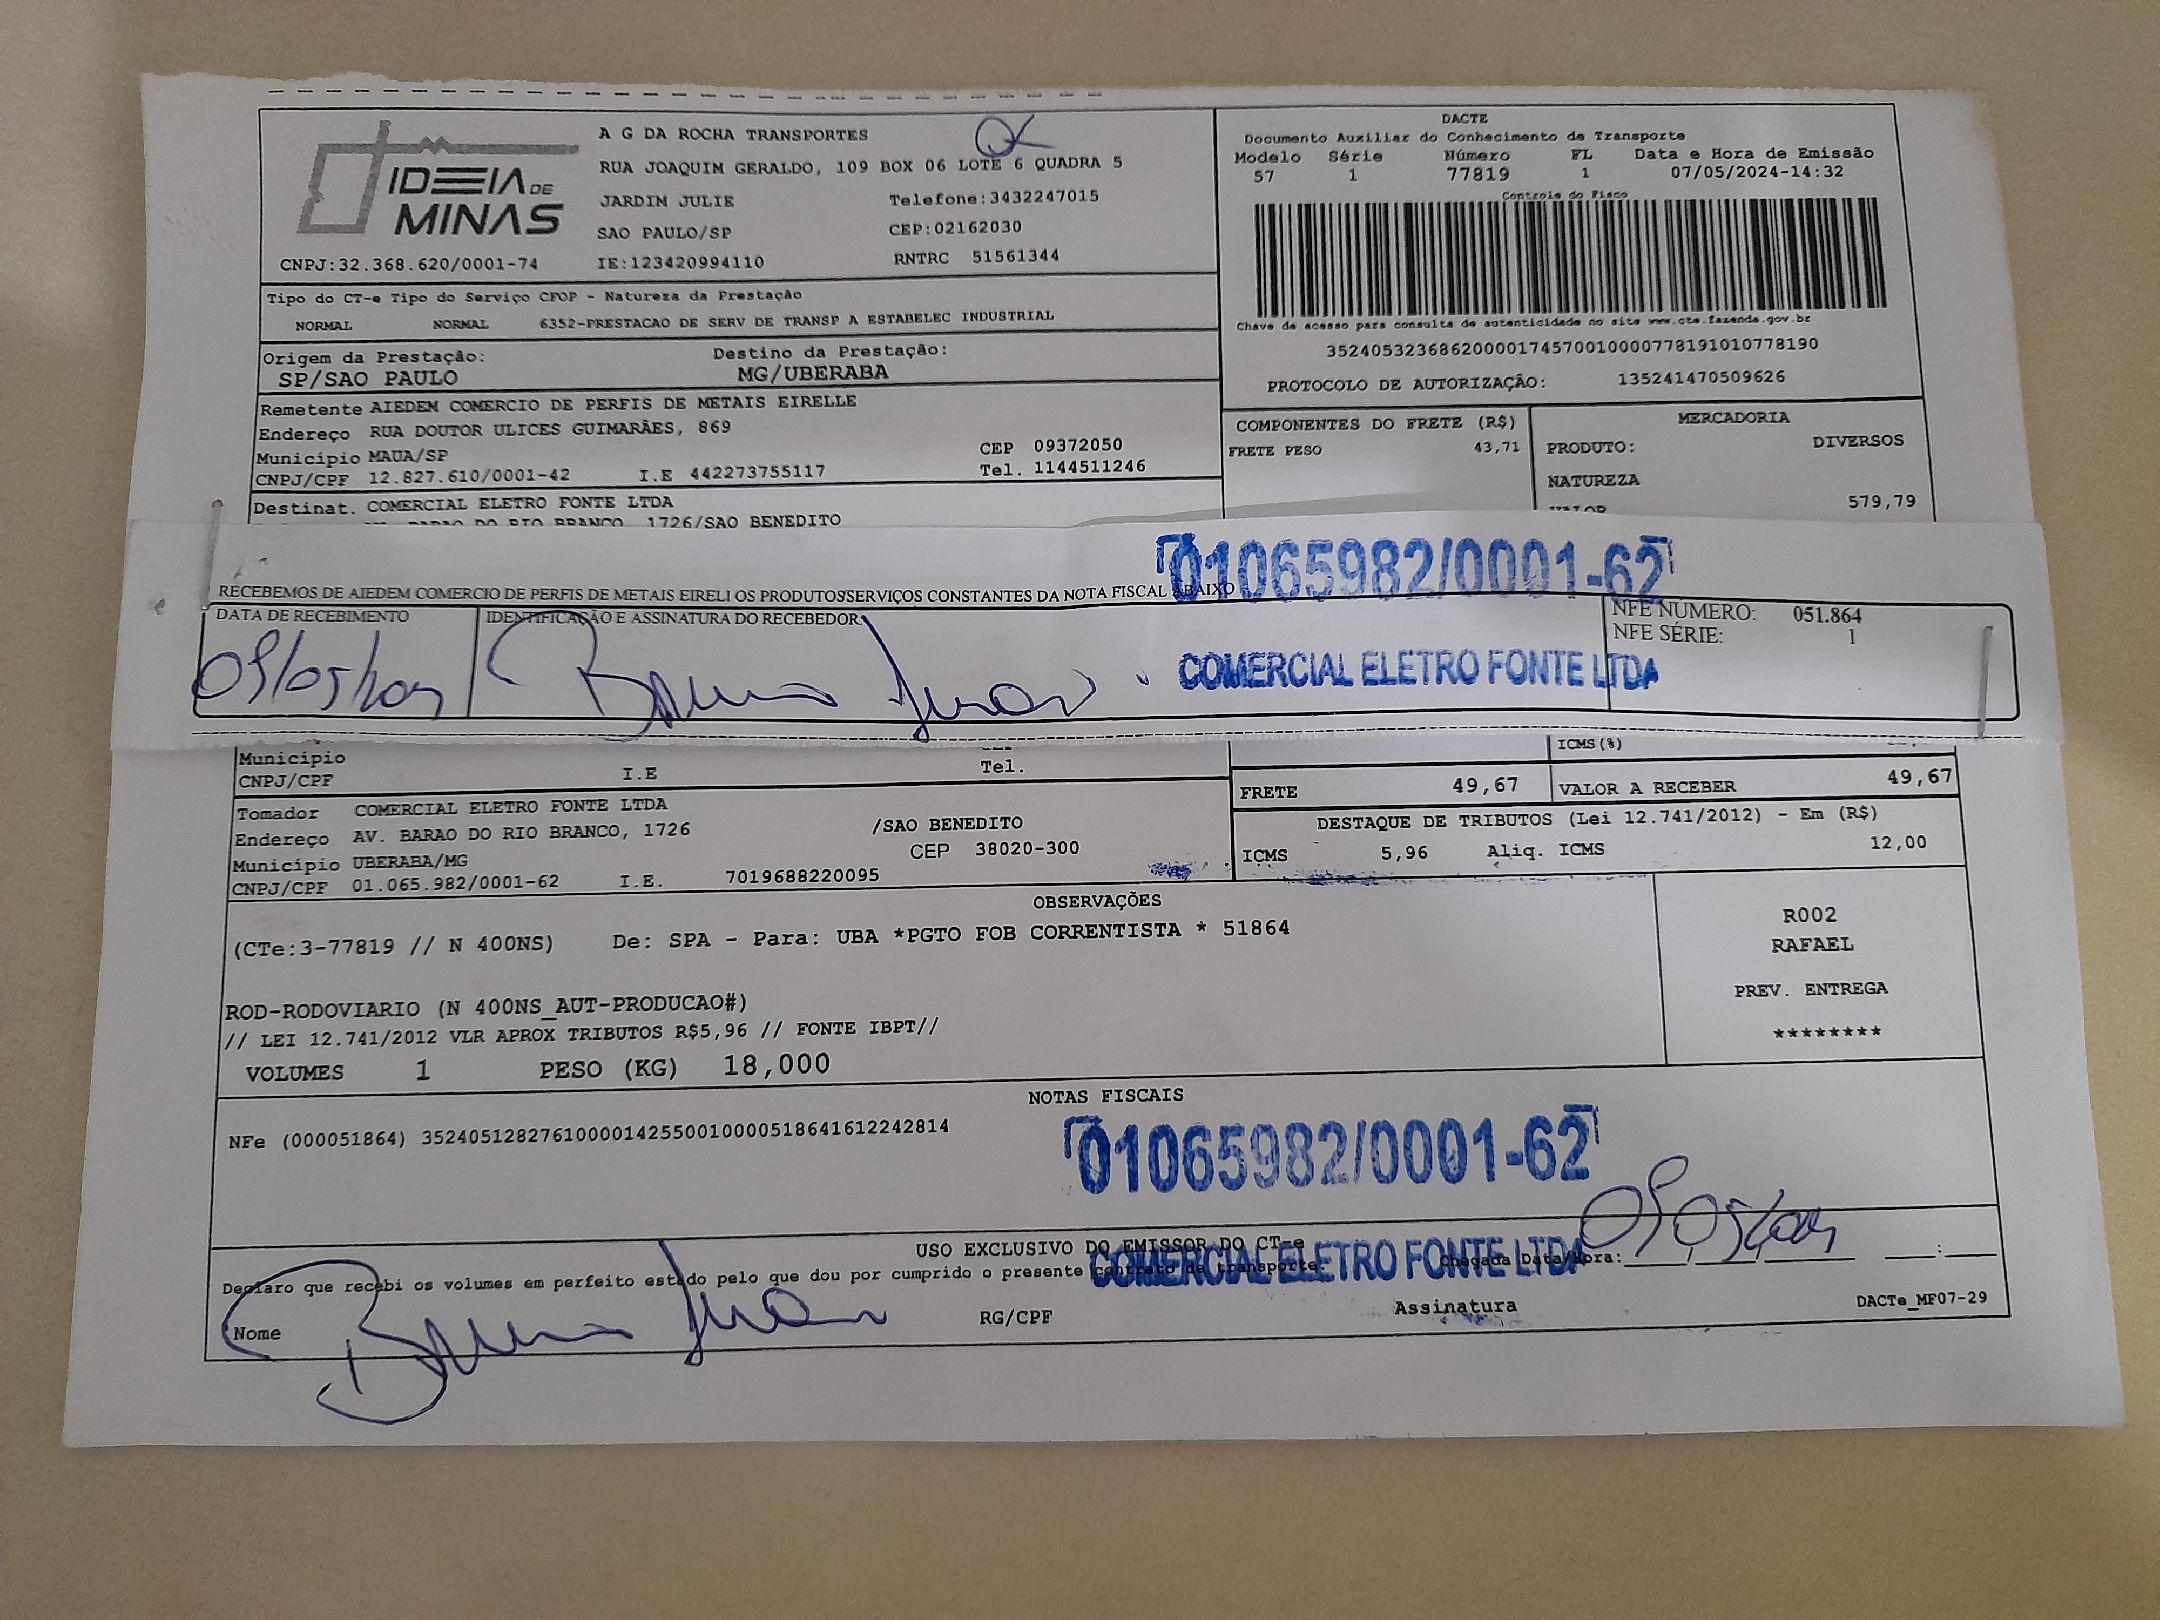 IDEIA DE MINAS
A G DA ROCHA TRANSPORTES
RUA JOAQUIM GERALDO, 109 BOX 06 LOTE 6 QUADRA 5
JARDIM JULIE Telefone:3432247015
SAO PAULO/SP CEP:02162030
CNPJ:32.368.620/0001-74 IE:123420994110 RNTRC 51561344
DACTE
Documento Auxiliar do Conhecimento de Transporte
Modelo Série Número FL Data e Hora de Emissão
57 1 77819 1 07/05/2024-14:32
Controle do Fisco
Chave de acesso para consulta de autenticidade no site www.cte.fazenda.gov.br
35240532368620000174570010000778191010778190
PROTOCOLO DE AUTORIZAÇÃO: 135241470509626
Tipo do CT-e Tipo do Serviço CFOP - Natureza da Prestação
NORMAL NORMAL 6352-PRESTACAO DE SERV DE TRANSP A ESTABELEC INDUSTRIAL
Origem da Prestação: Destino da Prestação:
SP/SAO PAULO MG/UBERABA
Remetente AIEDEM COMERCIO DE PERFIS DE METAIS EIRELLE
Endereço RUA DOUTOR ULICES GUIMARÃES, 869
Município MAUA/SP CEP 09372050
CNPJ/CPF 12.827.610/0001-42 I.E 442273755117 Tel. 1144511246
Destinat. COMERCIAL ELETRO FONTE LTDA
BARAO DO RIO BRANCO, 1726/SAO BENEDITO
COMPONENTES DO FRETE (R$)
FRETE PESO 43,71
MERCADORIA
PRODUTO: DIVERSOS
NATUREZA
VALOR 579,79
01065982/0001-62
RECEBEMOS DE AIEDEM COMERCIO DE PERFIS DE METAIS EIRELI OS PRODUTOS/SERVIÇOS CONSTANTES DA NOTA FISCAL ABAIXO
DATA DE RECEBIMENTO IDENTIFICAÇÃO E ASSINATURA DO RECEBEDOR
NFE NÚMERO: 051.864
NFE SÉRIE: 1
COMERCIAL ELETRO FONTE LTDA
Município
CNPJ/CPF I.E Tel.
ICMS(%)
FRETE 49,67 VALOR A RECEBER 49,67
Tomador COMERCIAL ELETRO FONTE LTDA
Endereço AV. BARAO DO RIO BRANCO, 1726 /SAO BENEDITO
Município UBERABA/MG CEP 38020-300
CNPJ/CPF 01.065.982/0001-62 I.E. 7019688220095
DESTAQUE DE TRIBUTOS (Lei 12.741/2012) - Em (R$)
ICMS 5,96 Aliq. ICMS 12,00
OBSERVAÇÕES
(CTe:3-77819 // N 400NS) De: SPA - Para: UBA *PGTO FOB CORRENTISTA * 51864
ROD-RODOVIARIO (N 400NS_AUT-PRODUCAO#)
// LEI 12.741/2012 VLR APROX TRIBUTOS R$5,96 // FONTE IBPT//
VOLUMES 1 PESO (KG) 18,000
R002
RAFAEL
PREV. ENTREGA
********
NOTAS FISCAIS
NFe (000051864) 35240512827610000142550010000518641612242814
01065982/0001-62
USO EXCLUSIVO DO EMISSOR DO CT-e
COMERCIAL ELETRO FONTE LTDA
Declaro que recebi os volumes em perfeito estado pelo que dou por cumprido o presente contrato de transporte.
Chegada Data/Hora:
Nome RG/CPF Assinatura DACTe_MF07-29